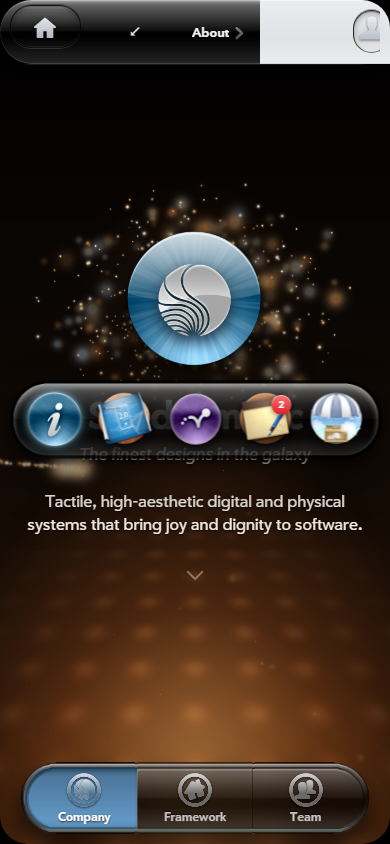 About
2
The finest designs in the galaxy
Tactile, high-aesthetic digital and physical
systems that bring joy and dignity to software.
Company
Framework
Team